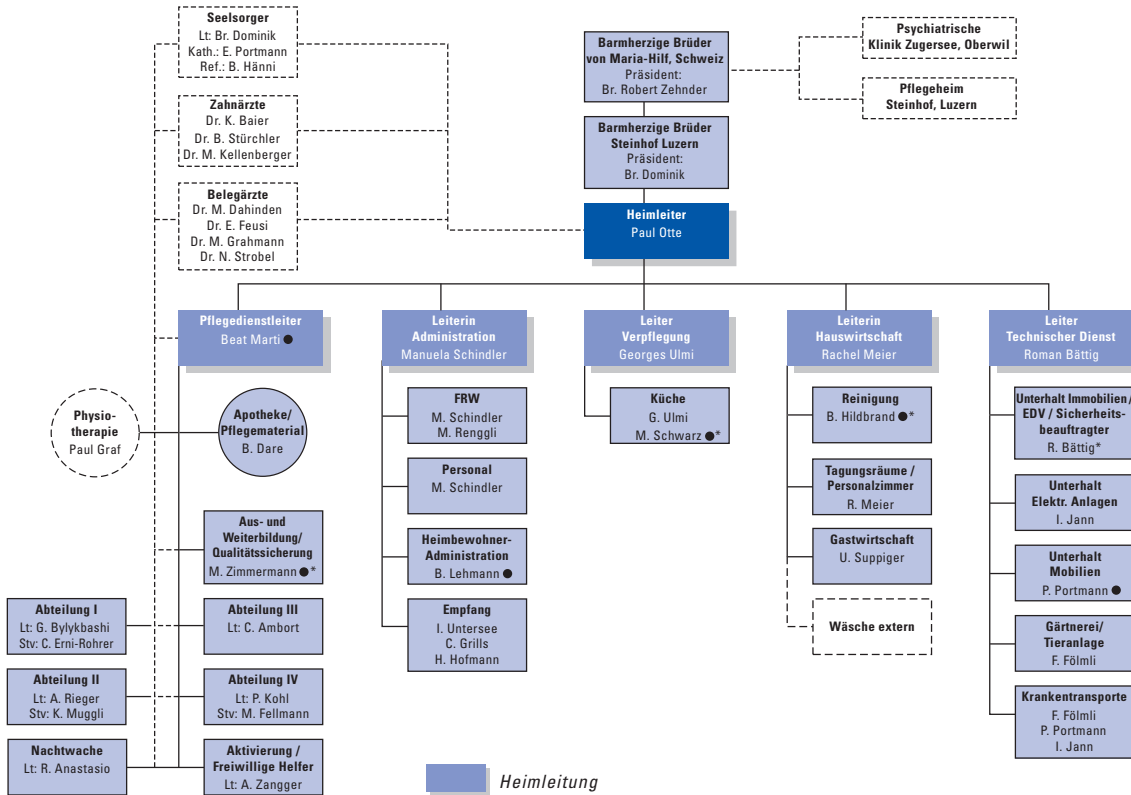 Seelsorger
Lt: Br. Dominik
Kath.: E. Portmann
Ref.: B. Hänni
Zahnärzte
Dr. K. Baier
Dr. B. Stürchler
Dr. M. Kellenberger
Belegärzte
Dr. M. Dahinden
Dr. E. Feusi
Dr. M. Grahmann
Dr. N. Strobel
Barmherzige Brüder
von Maria-Hilf, Schweiz
Präsident:
Br. Robert Zehnder
Psychiatrische
Klinik Zugersee, Oberwil
Pflegeheim
Steinhof, Luzern
Barmherzige Brüder
Steinhof Luzern
Präsident:
Br. Dominik
Heimleiter
Paul Otte
Pflegedienstleiter
Beat Marti ●
Physio-
therapie
Paul Graf
Apotheke/
Pflegematerial
B. Dare
Aus- und
Weiterbildung/
Qualitätssicherung
M. Zimmermann ●*
Abteilung I
Lt: G. Bylykbashi
Stv: C. Erni-Rohrer
Abteilung III
Lt: C. Ambort
Abteilung II
Lt: A. Rieger
Stv: K. Muggli
Abteilung IV
Lt: P. Kohl
Stv: M. Fellmann
Nachtwache
Lt: R. Anastasio
Aktivierung /
Freiwillige Helfer
Lt: A. Zangger
Leiterin
Administration
Manuela Schindler
FRW
M. Schindler
M. Renggli
Personal
M. Schindler
Heimbewohner-
Administration
B. Lehmann ●
Empfang
I. Untersee
C. Grills
H. Hofmann
Leiter
Verpflegung
Georges Ulmi
Küche
G. Ulmi
M. Schwarz ●*
Leiterin
Hauswirtschaft
Rachel Meier
Reinigung
B. Hildbrand ●*
Tagungsräume /
Personalzimmer
R. Meier
Gastwirtschaft
U. Suppiger
Wäsche extern
Leiter
Technischer Dienst
Roman Bättig
Unterhalt Immobilien/
EDV / Sicherheits-
beauftragter
R. Bättig*
Unterhalt
Elektr. Anlagen
I. Jann
Unterhalt
Mobilien
P. Portmann ●
Gärtnerei/
Tieranlage
F. Fölmli
Krankentransporte
F. Fölmli
P. Portmann
I. Jann
Heimleitung